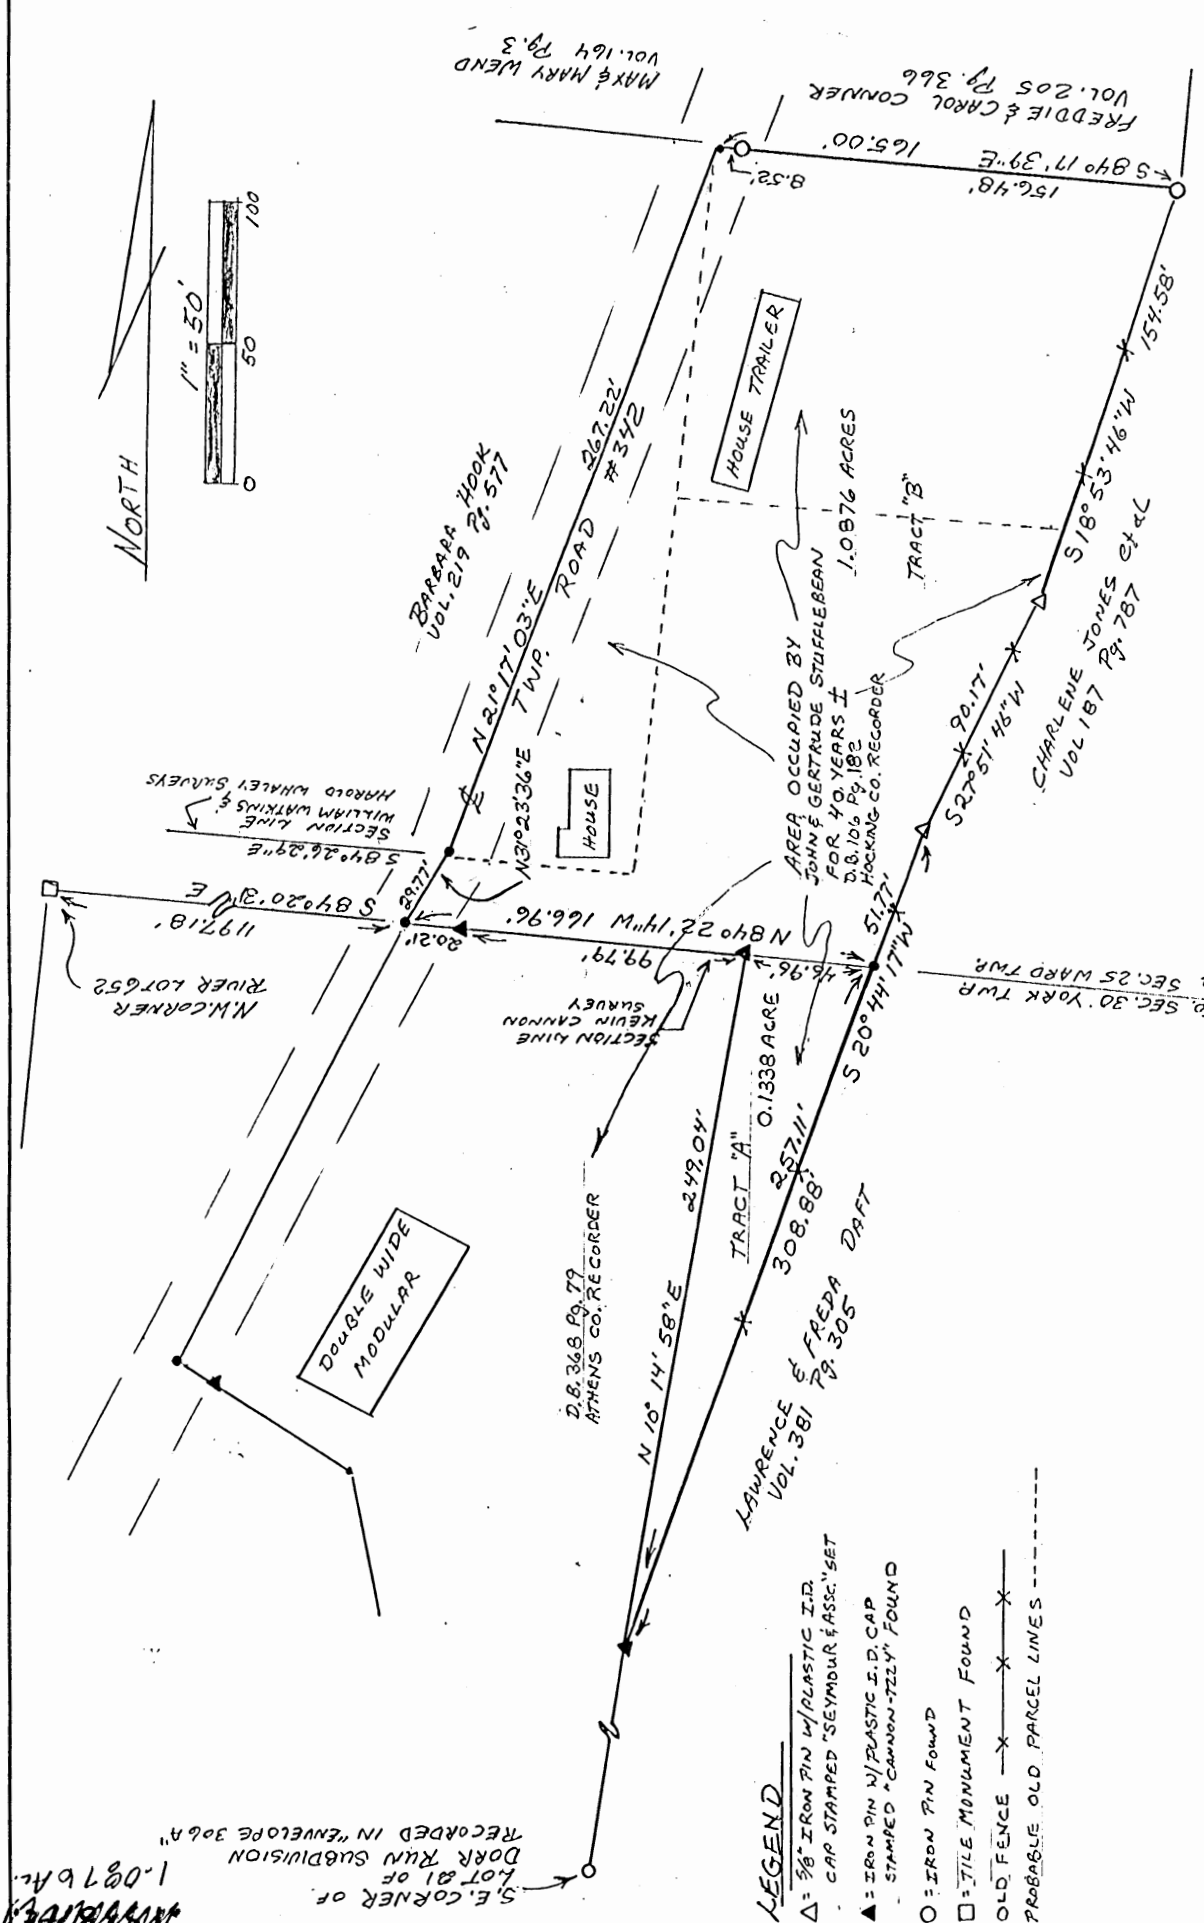 MAX & MARY WEND
VOL.164 Pg.3
FREDDIE & CAROL CONNER
VOL.205 Pg.366
NORTH
1" = 50'
0 50 100
BARBARA HOOK
VOL.219 Pg.577
N 21° 17' 03"E 267.22'
TWP. ROAD #342
8.52'
165.00'
S 84° 17' 39"E
156.48'
HOUSE TRAILER
1.0876 ACRES
TRACT "B"
154.58'
S 18° 53' 46"W
CHARLENE JONES et al
VOL 187 Pg.787
90.17'
S 27° 51' 46"W
SECTION LINE
WILLIAM WATKINS &
HAROLD WHALEY SURVEYS
S 84° 26' 29"E
N31° 23' 36"E
29.77'
HOUSE
AREA OCCUPIED BY
JOHN & GERTRUDE STUFFLEBEAN
FOR 40 YEARS ±
D.B.106 Pg.182
HOCKING CO. RECORDER
N.W. CORNER
RIVER LOT 652
S 84° 20' 31" E
1197.18'
20.21'
N 84° 22' 14"W 166.96'
99.79'
46.96'
51.77'
SECTION LINE
KEVIN CANNON
SURVEY
SEC. 25 WARD TWP.
SEC. 30 YORK TWP.
S 20° 44' 17"W
0.1338 ACRE
TRACT "A"
249.04'
N 10° 14' 58"E
257.11'
308.88'
LAWRENCE & FREDA DAFT
VOL. 381 Pg. 305
DOUBLE WIDE
MODULAR
D.B. 368 Pg. 79
ATHENS CO. RECORDER
S.E. CORNER OF
LOT 21 OF
DORR RUN SUBDIVISION
RECORDED IN "ENVELOPE 306A"
1.0876 Ac.
LEGEND
△ = 5/8" IRON PIN W/PLASTIC I.D.
CAP STAMPED "SEYMOUR & ASSC." SET
▲ = IRON PIN W/PLASTIC I.D. CAP
STAMPED "CANNON-7224" FOUND
○ = IRON PIN FOUND
□ = TILE MONUMENT FOUND
OLD FENCE —X—X—X—
PROBABLE OLD PARCEL LINES -------